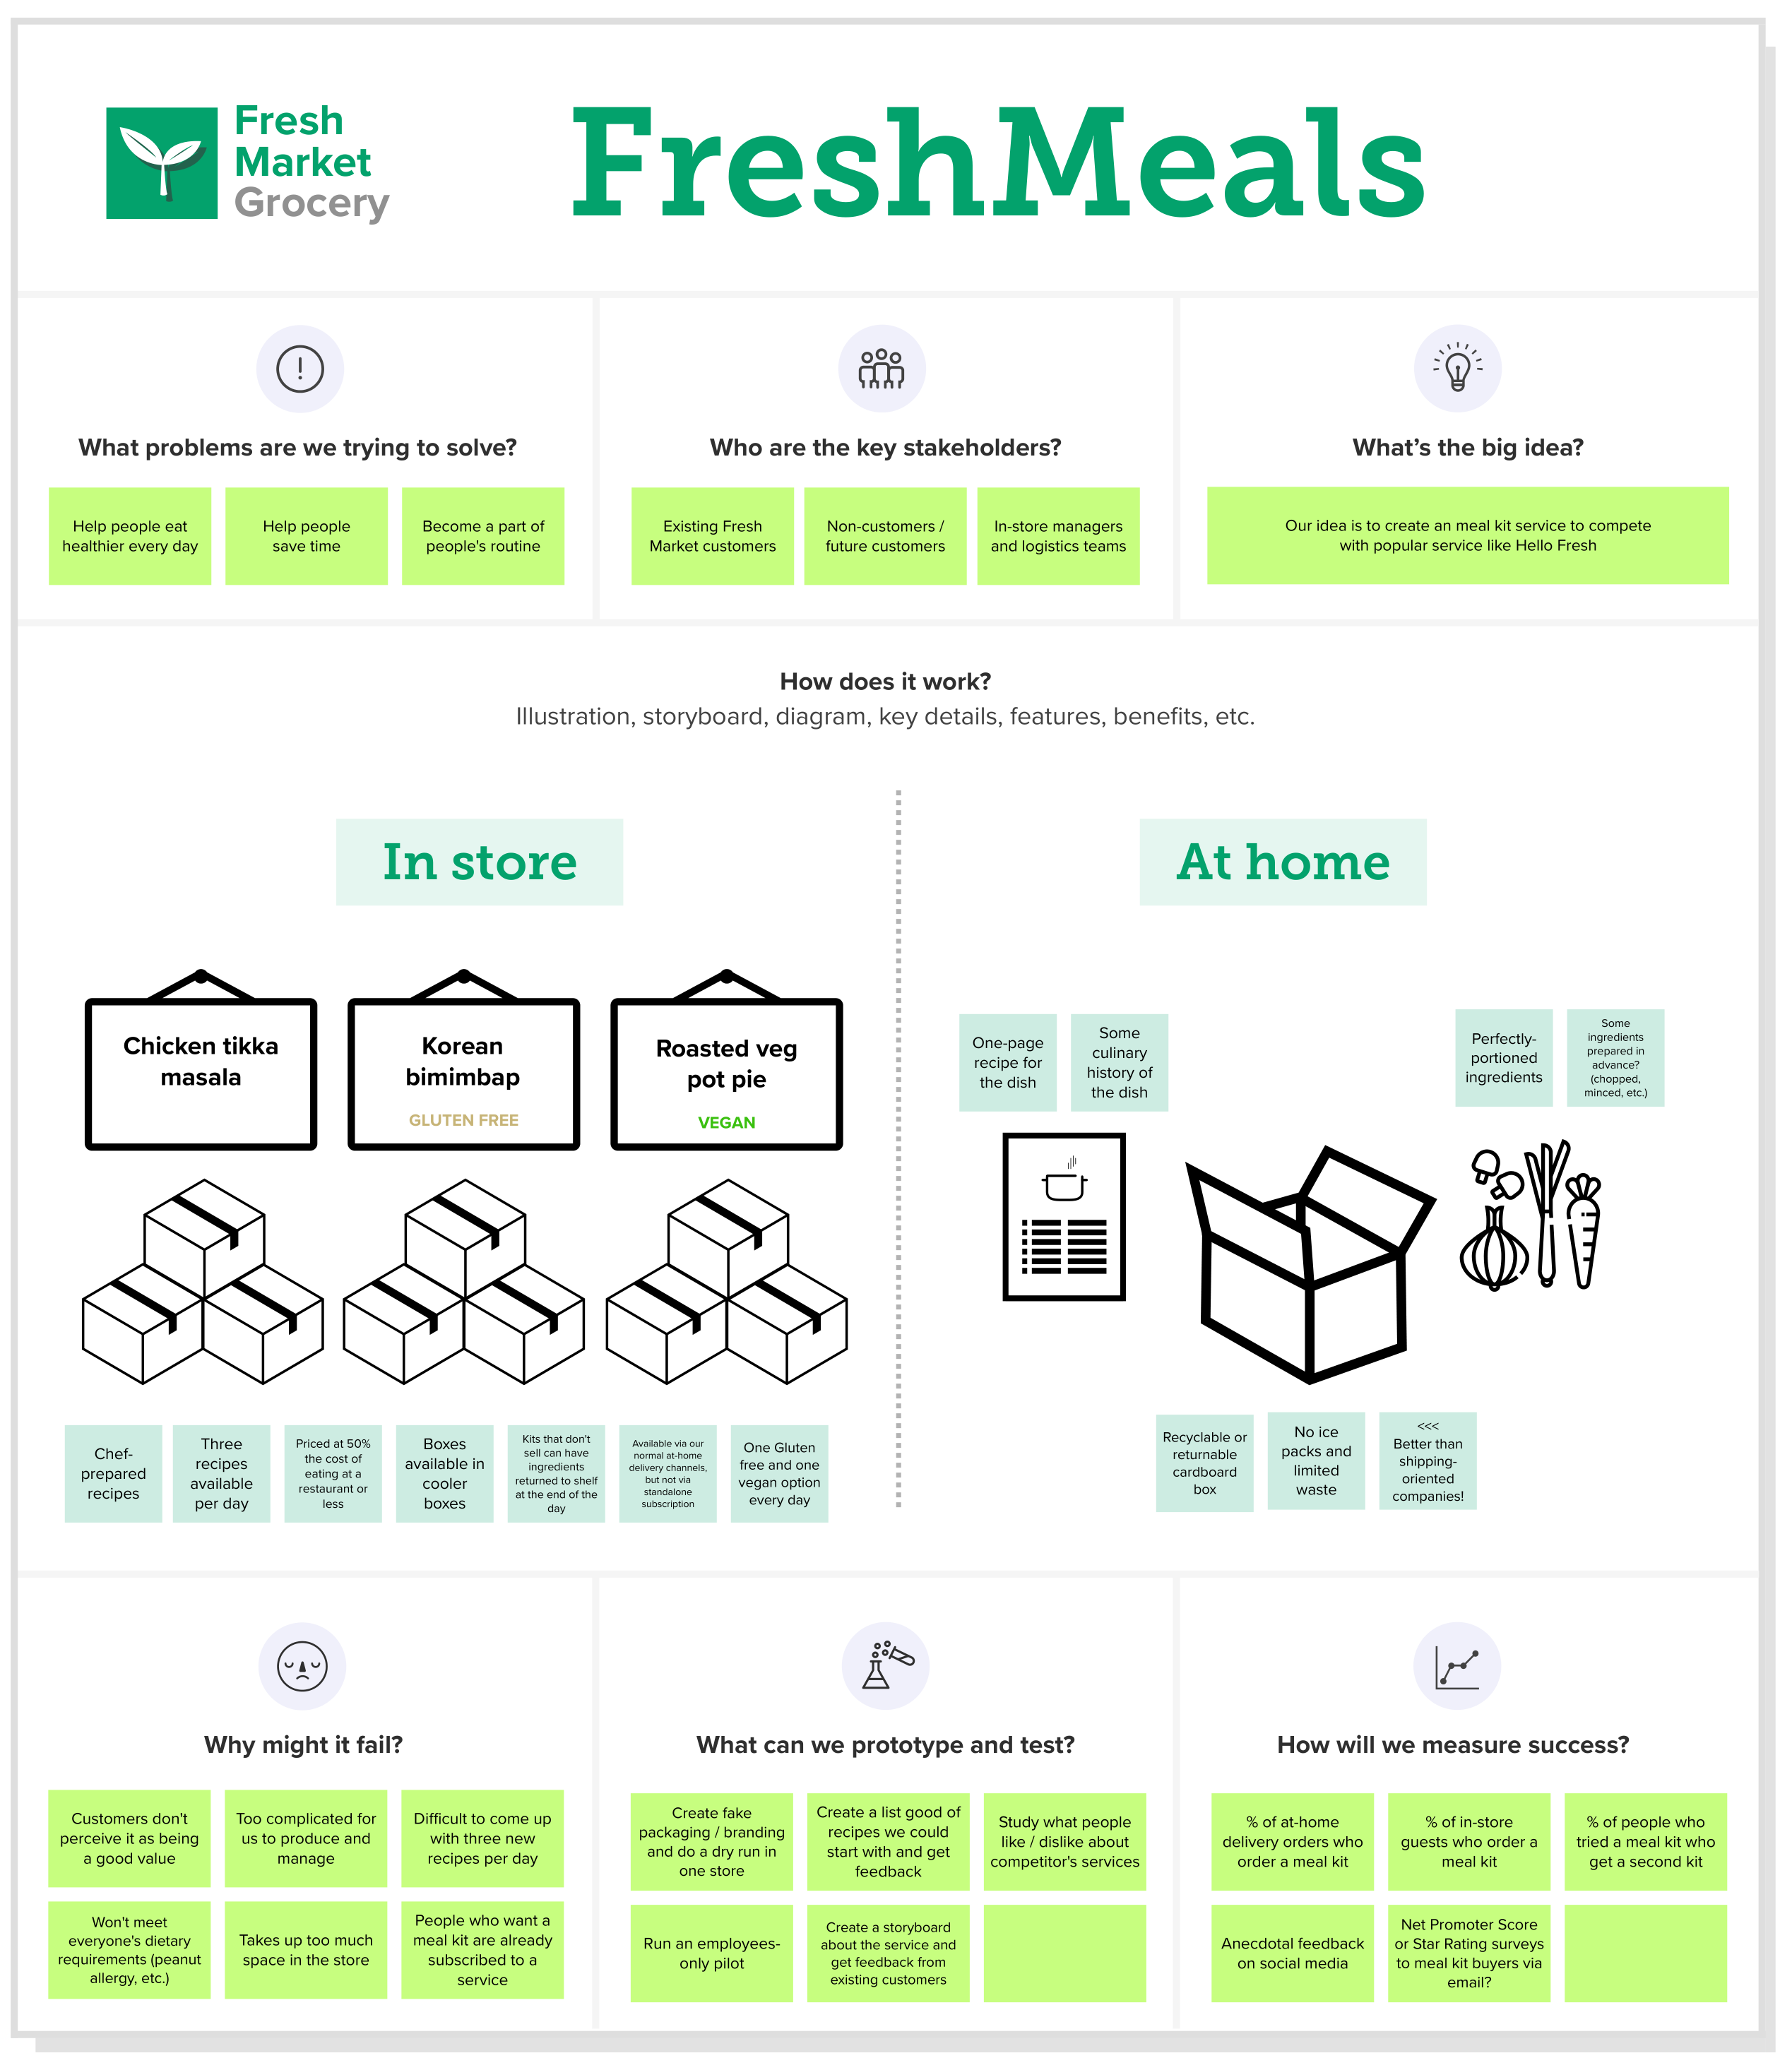 Fresh
Market
Grocery
FreshMeals
What problems are we trying to solve?
Help people eat
healthier every day
Help people
save time
Become a part of
people's routine
Who are the key stakeholders?
Existing Fresh
Market customers
Non-customers /
future customers
In-store managers
and logistics teams
What's the big idea?
Our idea is to create an meal kit service to compete
with popular service like Hello Fresh
How does it work?
Illustration, storyboard, diagram, key details, features, benefits, etc.
In store
Chicken tikka
masala
Korean
bimimbap
GLUTEN FREE
Roasted veg
pot pie
VEGAN
Chef-
prepared
recipes
Three
recipes
available
per day
Priced at 50%
the cost of
eating at a
restaurant or
less
Boxes
available in
cooler
boxes
Kits that don't
sell can have
ingredients
returned to shelf
at the end of the
day
Available via our
normal at-home
delivery channels,
but not via
standalone
subscription
One Gluten
free and one
vegan option
every day
At home
One-page
recipe for
the dish
Some
culinary
history of
the dish
Perfectly-
portioned
ingredients
Some
ingredients
prepared in
advance?
(chopped,
minced, etc.)
Recyclable or
returnable
cardboard
box
No ice
packs and
limited
waste
<<<
Better than
shipping-
oriented
companies!
Why might it fail?
Customers don't
perceive it as being
a good value
Too complicated for
us to produce and
manage
Difficult to come up
with three new
recipes per day
Won't meet
everyone's dietary
requirements (peanut
allergy, etc.)
Takes up too much
space in the store
People who want a
meal kit are already
subscribed to a
service
What can we prototype and test?
Create fake
packaging / branding
and do a dry run in
one store
Create a list good of
recipes we could
start with and get
feedback
Study what people
like / dislike about
competitor's services
Run an employees-
only pilot
Create a storyboard
about the service and
get feedback from
existing customers
How will we measure success?
% of at-home
delivery orders who
order a meal kit
% of in-store
guests who order a
meal kit
% of people who
tried a meal kit who
get a second kit
Anecdotal feedback
on social media
Net Promoter Score
or Star Rating surveys
to meal kit buyers via
email?